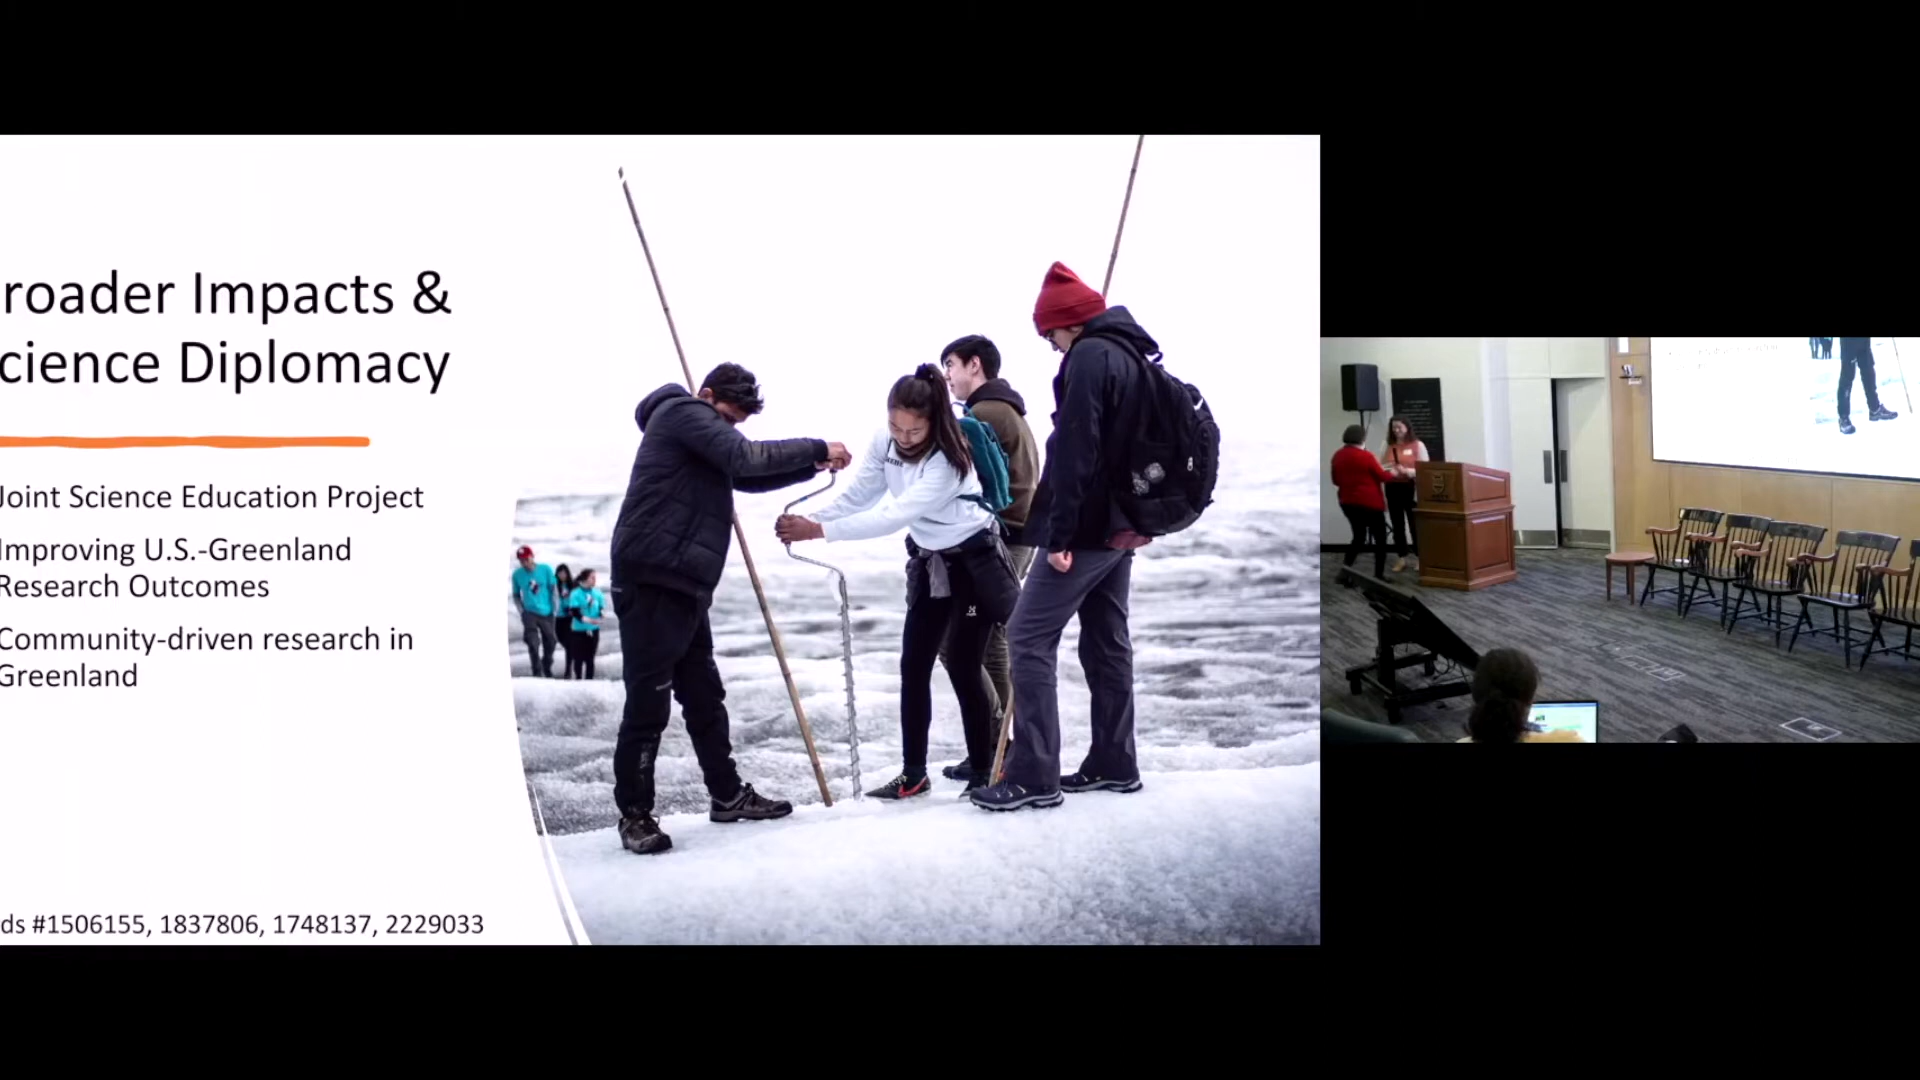 roader Impacts &
cience Diplomacy
Joint Science Education Project
Improving U.S.-Greenland
Research Outcomes
Community-driven research in
Greenland
ds #1506155, 1837806, 1748137, 2229033